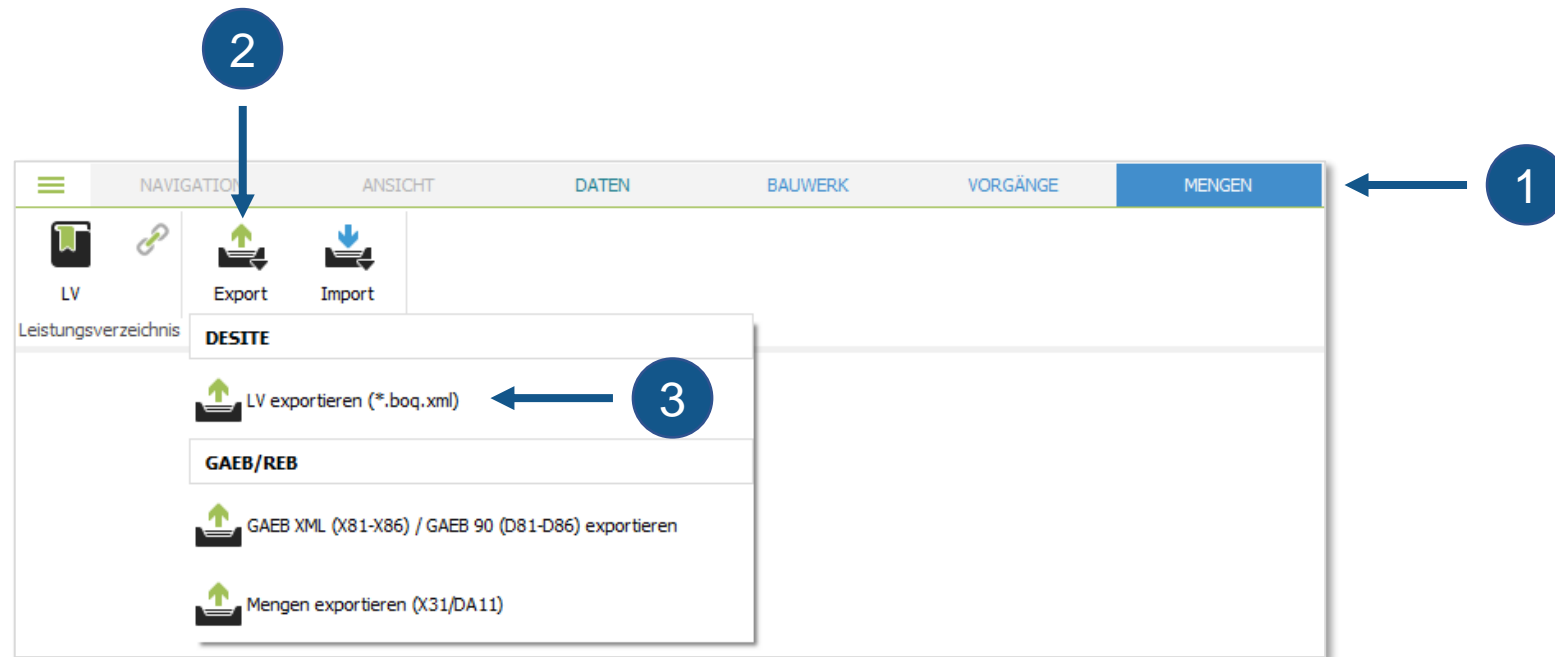 2
1
NAVIGATION
ANSICHT
DATEN
BAUWERK
VORGÄNGE
MENGEN
LV
Export
Import
Leistungsverzeichnis
DESITE
LV exportieren (*.boq.xml)
3
GAEB/REB
GAEB XML (X81-X86) / GAEB 90 (D81-D86) exportieren
Mengen exportieren (X31/DA11)